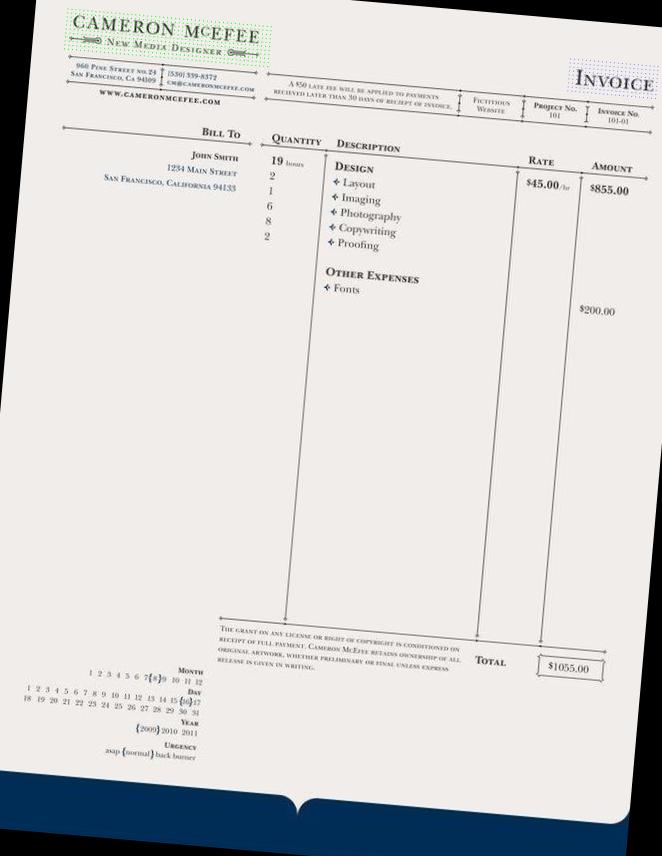 CAMERON McEFEE
New Media Designer
960 Pine Street no.24
San Francisco, Ca 94109
(530) 339-8372
cm@cameronmcefee.com
www.cameronmcefee.com
Invoice
A $50 late fee will be applied to payments
recieved later than 30 days of reciept of invoice.
Fictitious
Website
Project No.
101
Invoice No.
101-01
Bill To
John Smith
1234 Main Street
San Francisco, California 94133
Quantity Description Rate Amount
19 hours Design $45.00/hr $855.00
2 Layout
1 Imaging
6 Photography
8 Copywriting
2 Proofing
Other Expenses
Fonts $200.00
The grant on any license or right of copyright is conditioned on
receipt of full payment. Cameron McEfee retains ownership of all
original artwork, whether preliminary or final unless express
release is given in writing.
Total $1055.00
Month
1 2 3 4 5 6 7{8}9 10 11 12
Day
1 2 3 4 5 6 7 8 9 10 11 12 13 14 15{16}17
18 19 20 21 22 23 24 25 26 27 28 29 30 31
Year
{2009} 2010 2011
Urgency
asap {normal} back burner